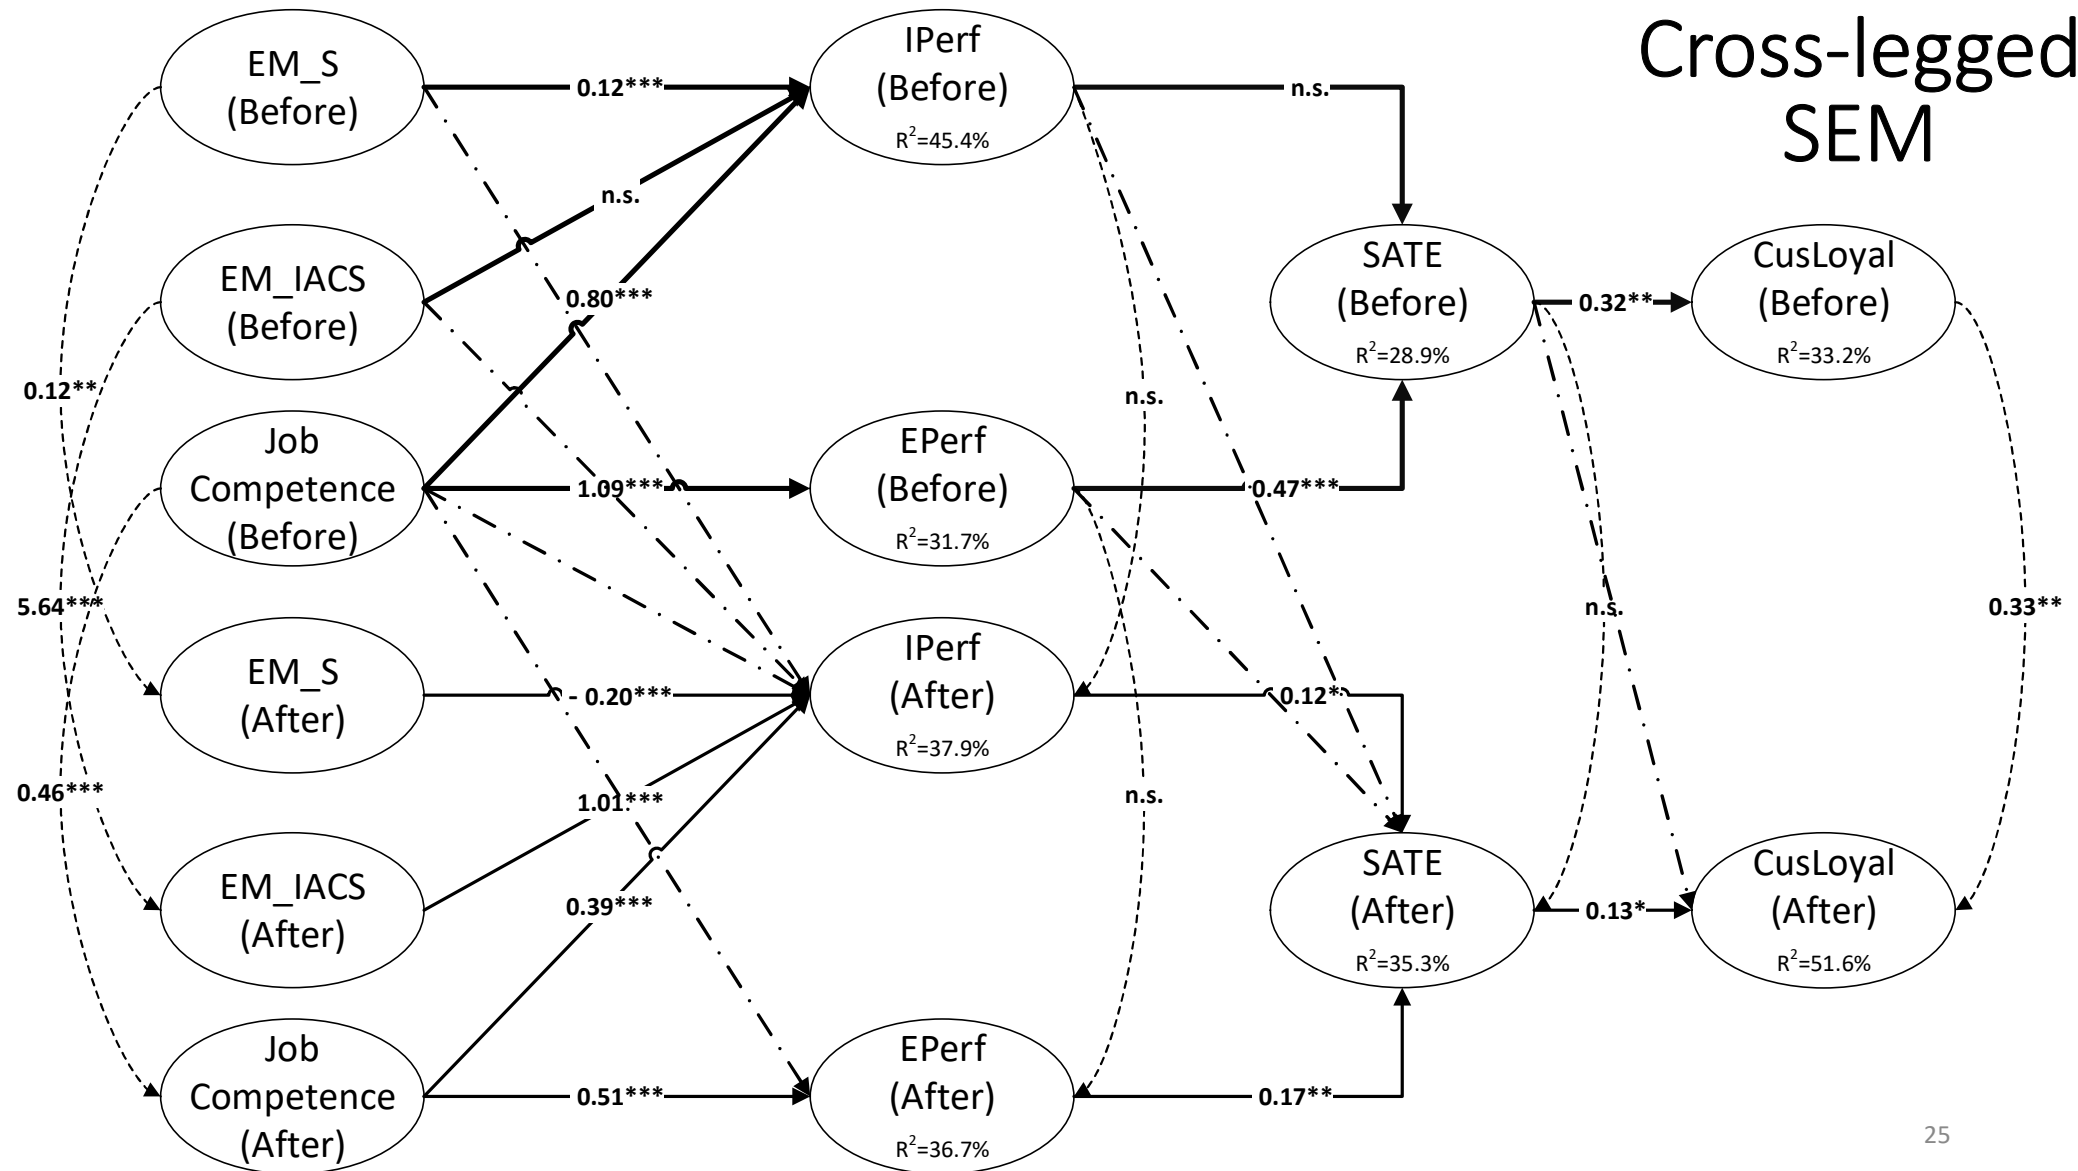 Cross-legged
SEM
EM_S
(Before)
0.12***
IPerf
(Before)
R²=45.4%
n.s.
n.s.
EM_IACS
(Before)
0.80***
SATE
(Before)
R²=28.9%
0.32**
CusLoyal
(Before)
R²=33.2%
0.12**
n.s.
Job
Competence
(Before)
1.09***
EPerf
(Before)
R²=31.7%
0.47***
5.64***
n.s.
0.33**
EM_S
(After)
- 0.20***
IPerf
(After)
R²=37.9%
0.12*
0.46***
1.01***
n.s.
EM_IACS
(After)
0.39***
SATE
(After)
R²=35.3%
0.13*
CusLoyal
(After)
R²=51.6%
Job
Competence
(After)
0.51***
EPerf
(After)
R²=36.7%
0.17**
25